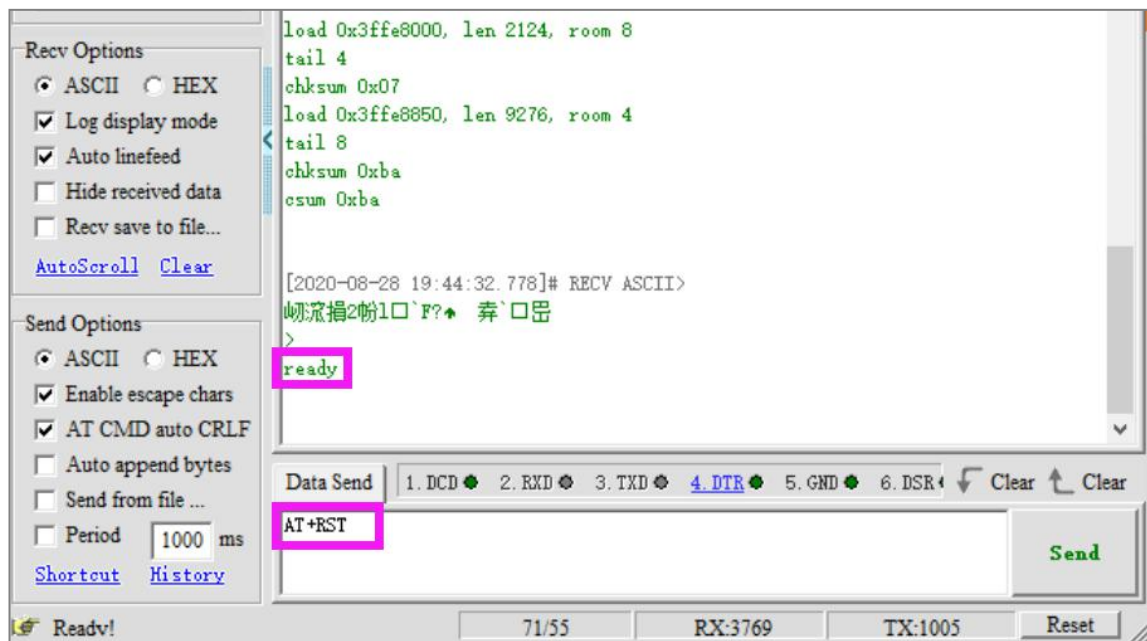 Recv Options
ASCII HEX
Log display mode
Auto linefeed
Hide received data
Recv save to file...
AutoScroll Clear
Send Options
ASCII HEX
Enable escape chars
AT CMD auto CRLF
Auto append bytes
Send from file ...
Period 1000 ms
Shortcut History
load 0x3ffe8000, len 2124, room 8
tail 4
chksum 0x07
load 0x3ffe8850, len 9276, room 4
tail 8
chksum 0xba
csum 0xba
[2020-08-28 19:44:32.778]# RECV ASCII>
>
ready
Data Send 1. DCD 2. RXD 3. TXD 4. DTR 5. GND 6. DSR Clear Clear
AT+RST
Send
Ready! 71/55 RX:3769 TX:1005 Reset